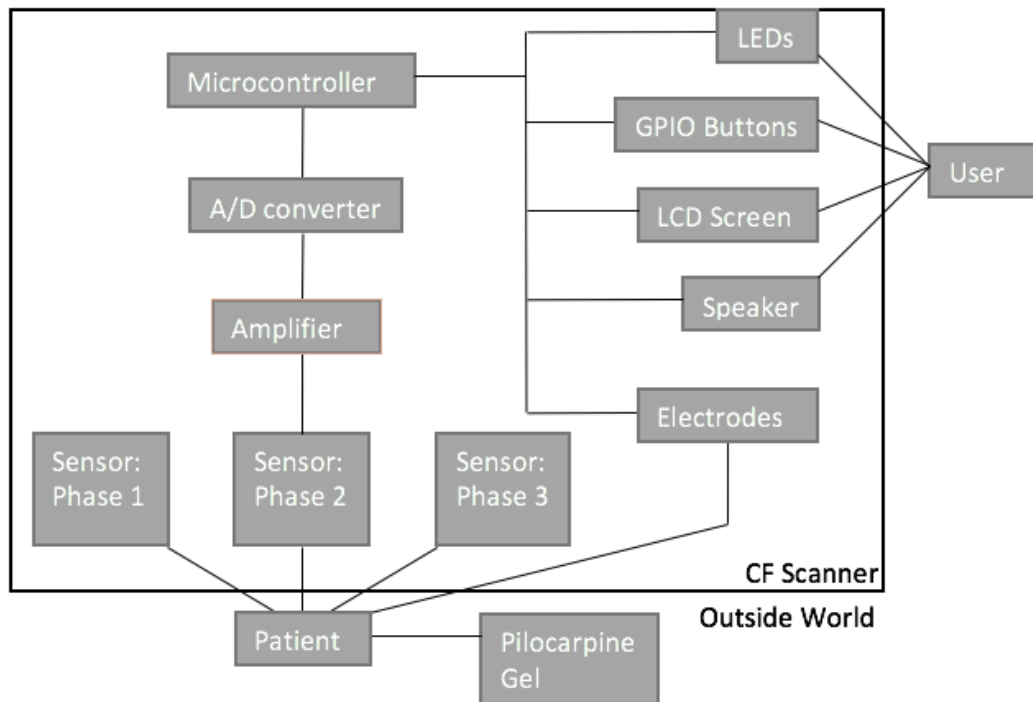 LEDs
Microcontroller
GPIO Buttons
User
A/D converter
LCD Screen
Speaker
Amplifier
Electrodes
Sensor:
Phase 1
Sensor:
Phase 2
Sensor:
Phase 3
CF Scanner
Outside World
Patient
Pilocarpine
Gel